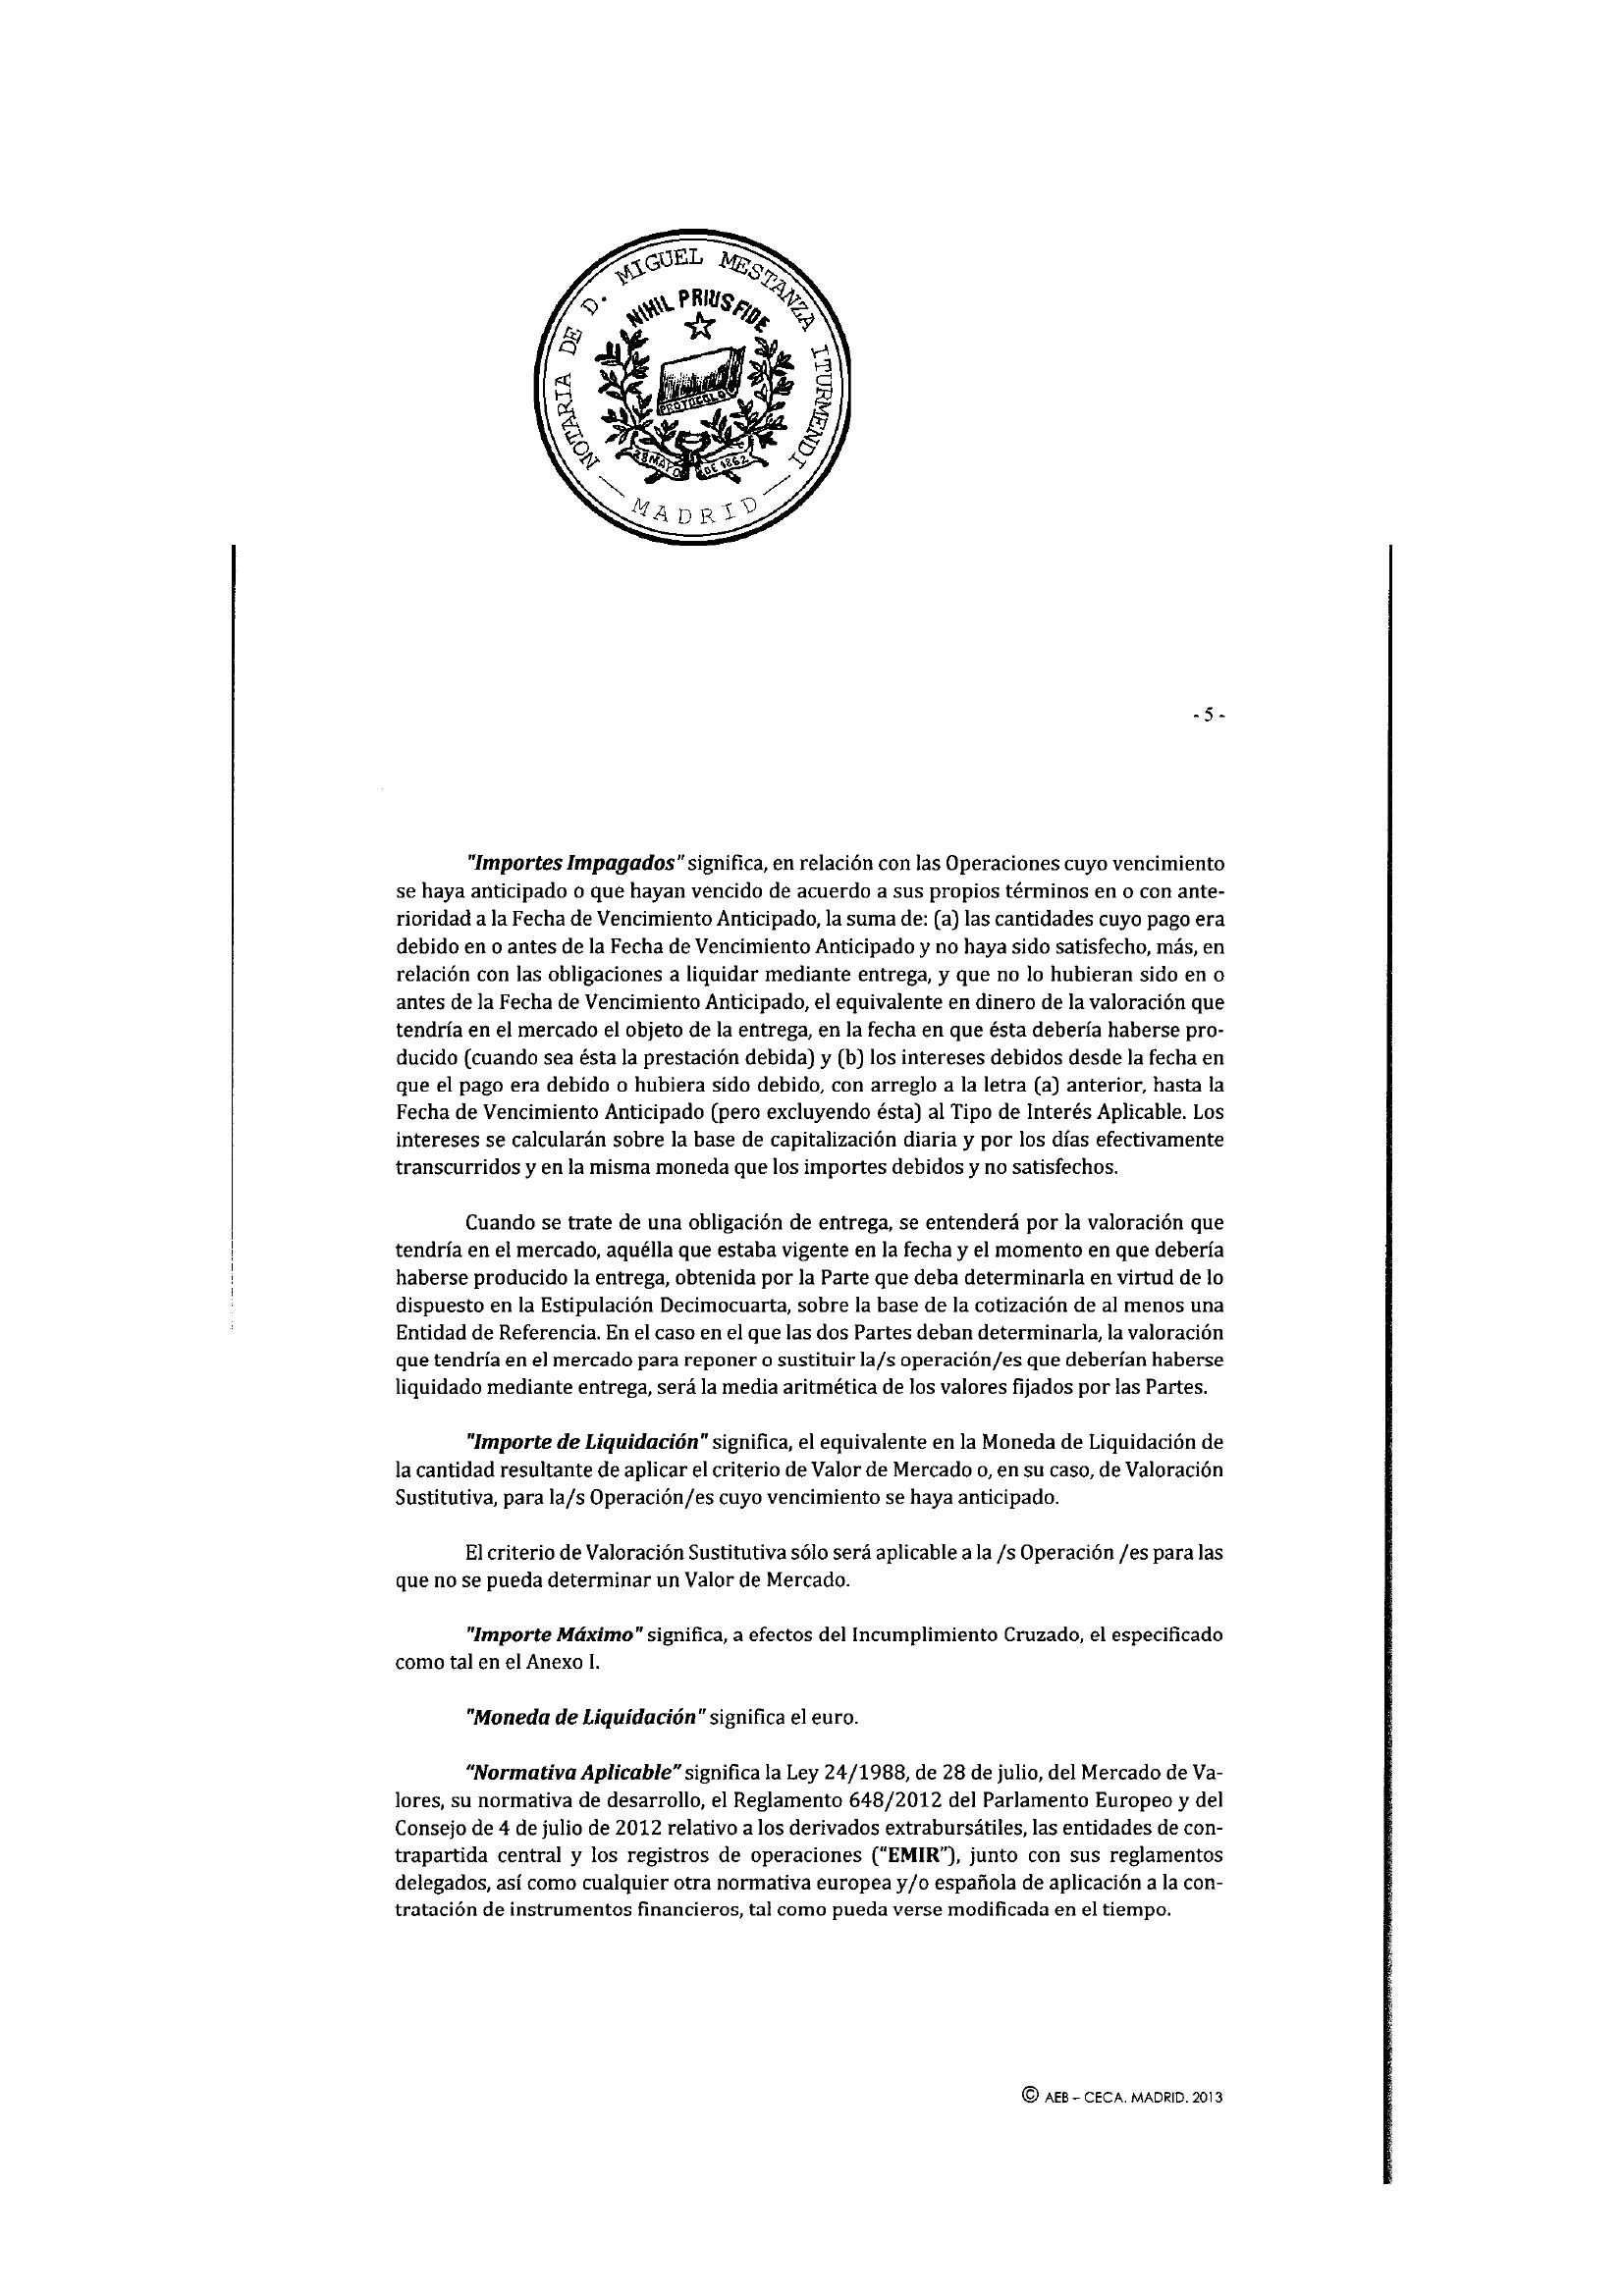 NOTARIA DE D. MIGUEL MESTANZA ITURMENDI
NIHIL PRIUS FIDE
PROTOCOLO
28 MAYO DE 1862
— MADRID —
- 5 -
"Importes Impagados" significa, en relación con las Operaciones cuyo vencimiento
se haya anticipado o que hayan vencido de acuerdo a sus propios términos en o con ante-
rioridad a la Fecha de Vencimiento Anticipado, la suma de: (a) las cantidades cuyo pago era
debido en o antes de la Fecha de Vencimiento Anticipado y no haya sido satisfecho, más, en
relación con las obligaciones a liquidar mediante entrega, y que no lo hubieran sido en o
antes de la Fecha de Vencimiento Anticipado, el equivalente en dinero de la valoración que
tendría en el mercado el objeto de la entrega, en la fecha en que ésta debería haberse pro-
ducido (cuando sea ésta la prestación debida) y (b) los intereses debidos desde la fecha en
que el pago era debido o hubiera sido debido, con arreglo a la letra (a) anterior, hasta la
Fecha de Vencimiento Anticipado (pero excluyendo ésta) al Tipo de Interés Aplicable. Los
intereses se calcularán sobre la base de capitalización diaria y por los días efectivamente
transcurridos y en la misma moneda que los importes debidos y no satisfechos.
Cuando se trate de una obligación de entrega, se entenderá por la valoración que
tendría en el mercado, aquélla que estaba vigente en la fecha y el momento en que debería
haberse producido la entrega, obtenida por la Parte que deba determinarla en virtud de lo
dispuesto en la Estipulación Decimocuarta, sobre la base de la cotización de al menos una
Entidad de Referencia. En el caso en el que las dos Partes deban determinarla, la valoración
que tendría en el mercado para reponer o sustituir la/s operación/es que deberían haberse
liquidado mediante entrega, será la media aritmética de los valores fijados por las Partes.
"Importe de Liquidación" significa, el equivalente en la Moneda de Liquidación de
la cantidad resultante de aplicar el criterio de Valor de Mercado o, en su caso, de Valoración
Sustitutiva, para la/s Operación/es cuyo vencimiento se haya anticipado.
El criterio de Valoración Sustitutiva sólo será aplicable a la /s Operación /es para las
que no se pueda determinar un Valor de Mercado.
"Importe Máximo" significa, a efectos del Incumplimiento Cruzado, el especificado
como tal en el Anexo I.
"Moneda de Liquidación" significa el euro.
"Normativa Aplicable" significa la Ley 24/1988, de 28 de julio, del Mercado de Va-
lores, su normativa de desarrollo, el Reglamento 648/2012 del Parlamento Europeo y del
Consejo de 4 de julio de 2012 relativo a los derivados extrabursátiles, las entidades de con-
trapartida central y los registros de operaciones ("EMIR"), junto con sus reglamentos
delegados, así como cualquier otra normativa europea y/o española de aplicación a la con-
tratación de instrumentos financieros, tal como pueda verse modificada en el tiempo.
© AEB – CECA. MADRID. 2013